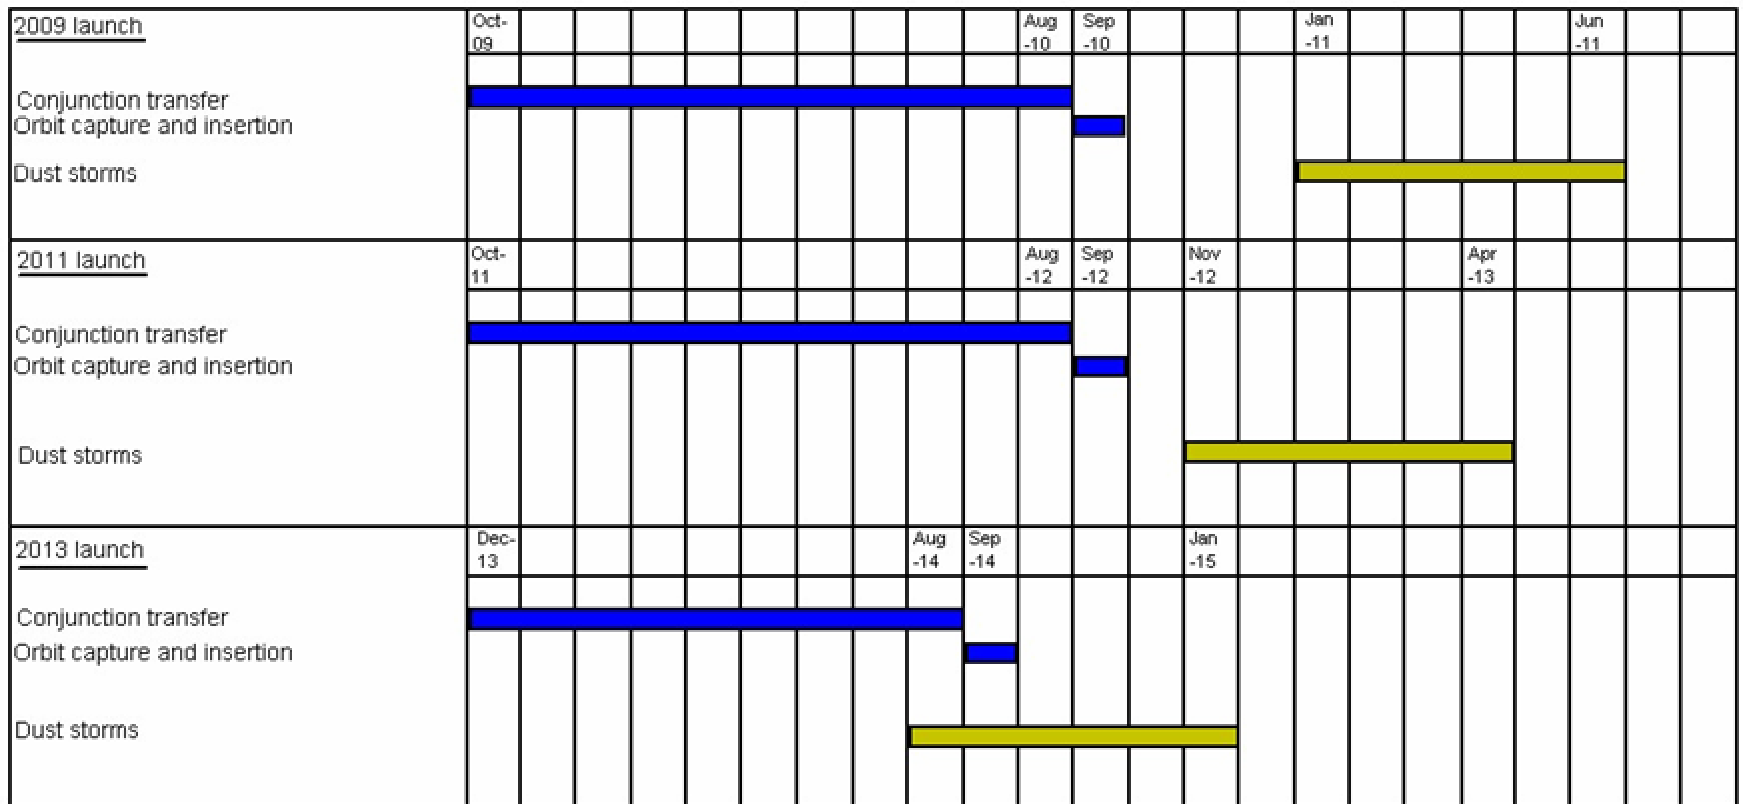 2009 launch
Oct-
09
Aug
-10
Sep
-10
Jan
-11
Jun
-11
Conjunction transfer
Orbit capture and insertion
Dust storms
2011 launch
Oct-
11
Aug
-12
Sep
-12
Nov
-12
Apr
-13
Conjunction transfer
Orbit capture and insertion
Dust storms
2013 launch
Dec-
13
Aug
-14
Sep
-14
Jan
-15
Conjunction transfer
Orbit capture and insertion
Dust storms